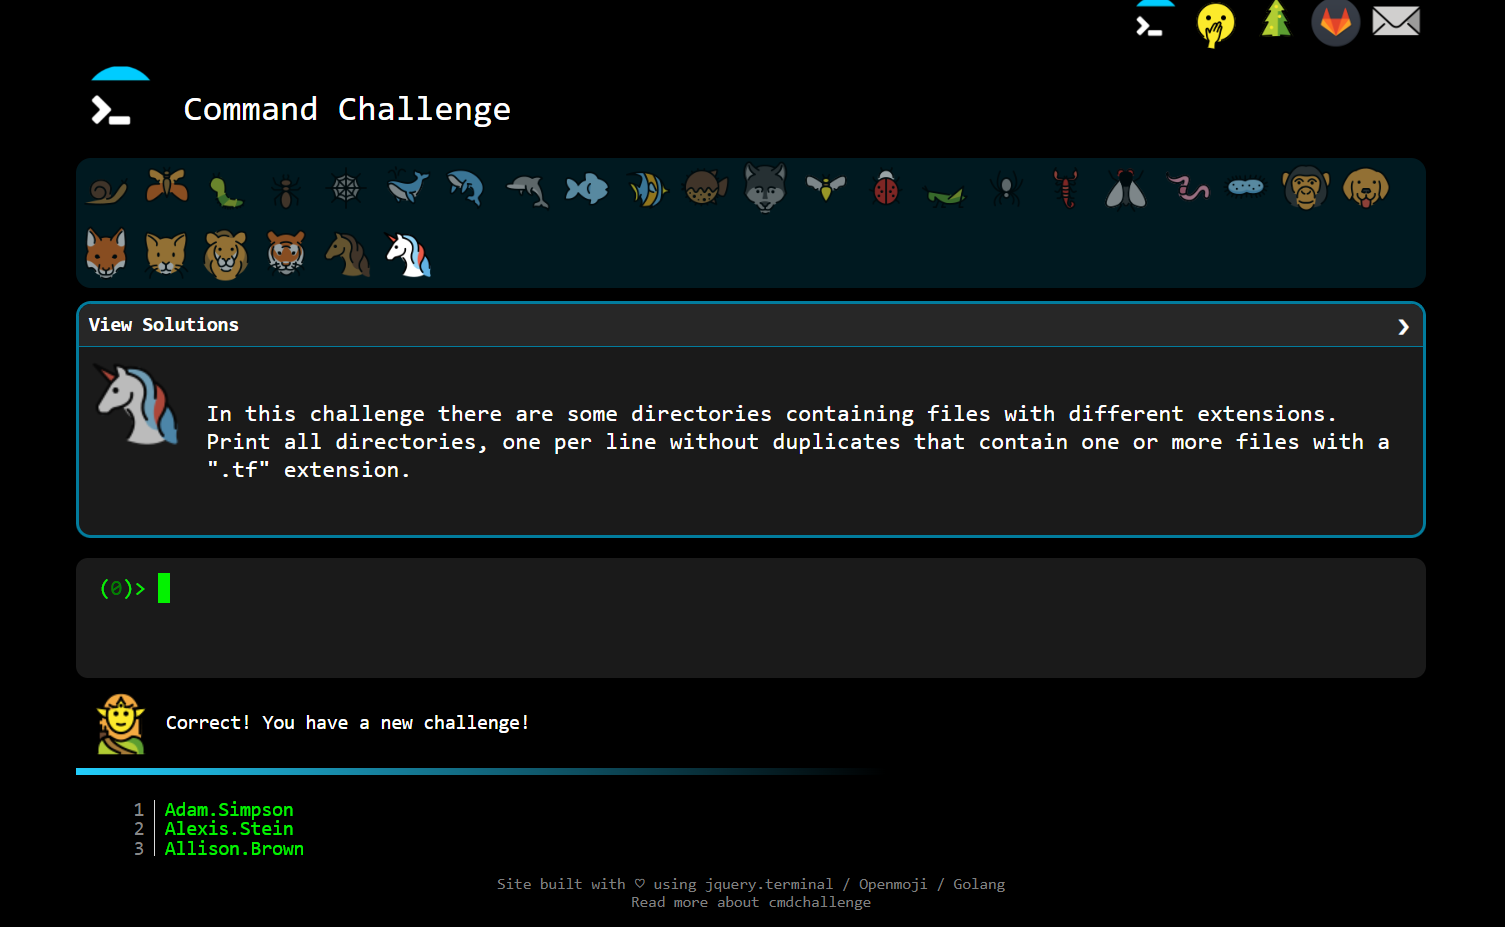 Command Challenge
View Solutions
In this challenge there are some directories containing files with different extensions.
Print all directories, one per line without duplicates that contain one or more files with a
".tf" extension.
(0)>
Correct! You have a new challenge!
1 Adam.Simpson
2 Alexis.Stein
3 Allison.Brown
Site built with ♡ using jquery.terminal / Openmoji / Golang
Read more about cmdchallenge